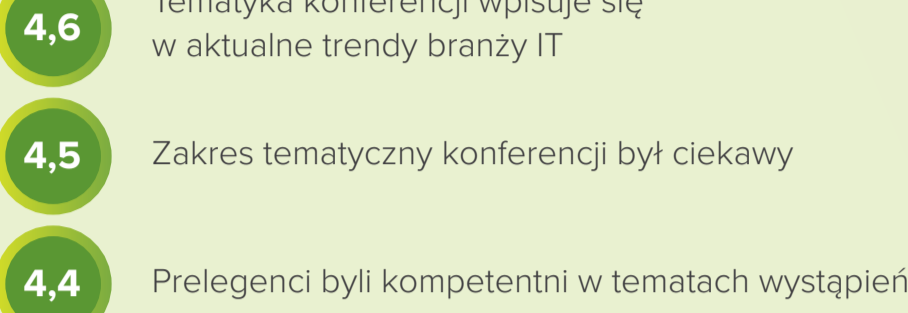 4,6
Tematyka konferencji wpisuje się
w aktualne trendy branży IT
4,5
Zakres tematyczny konferencji był ciekawy
4,4
Prelegenci byli kompetentni w tematach wystąpień